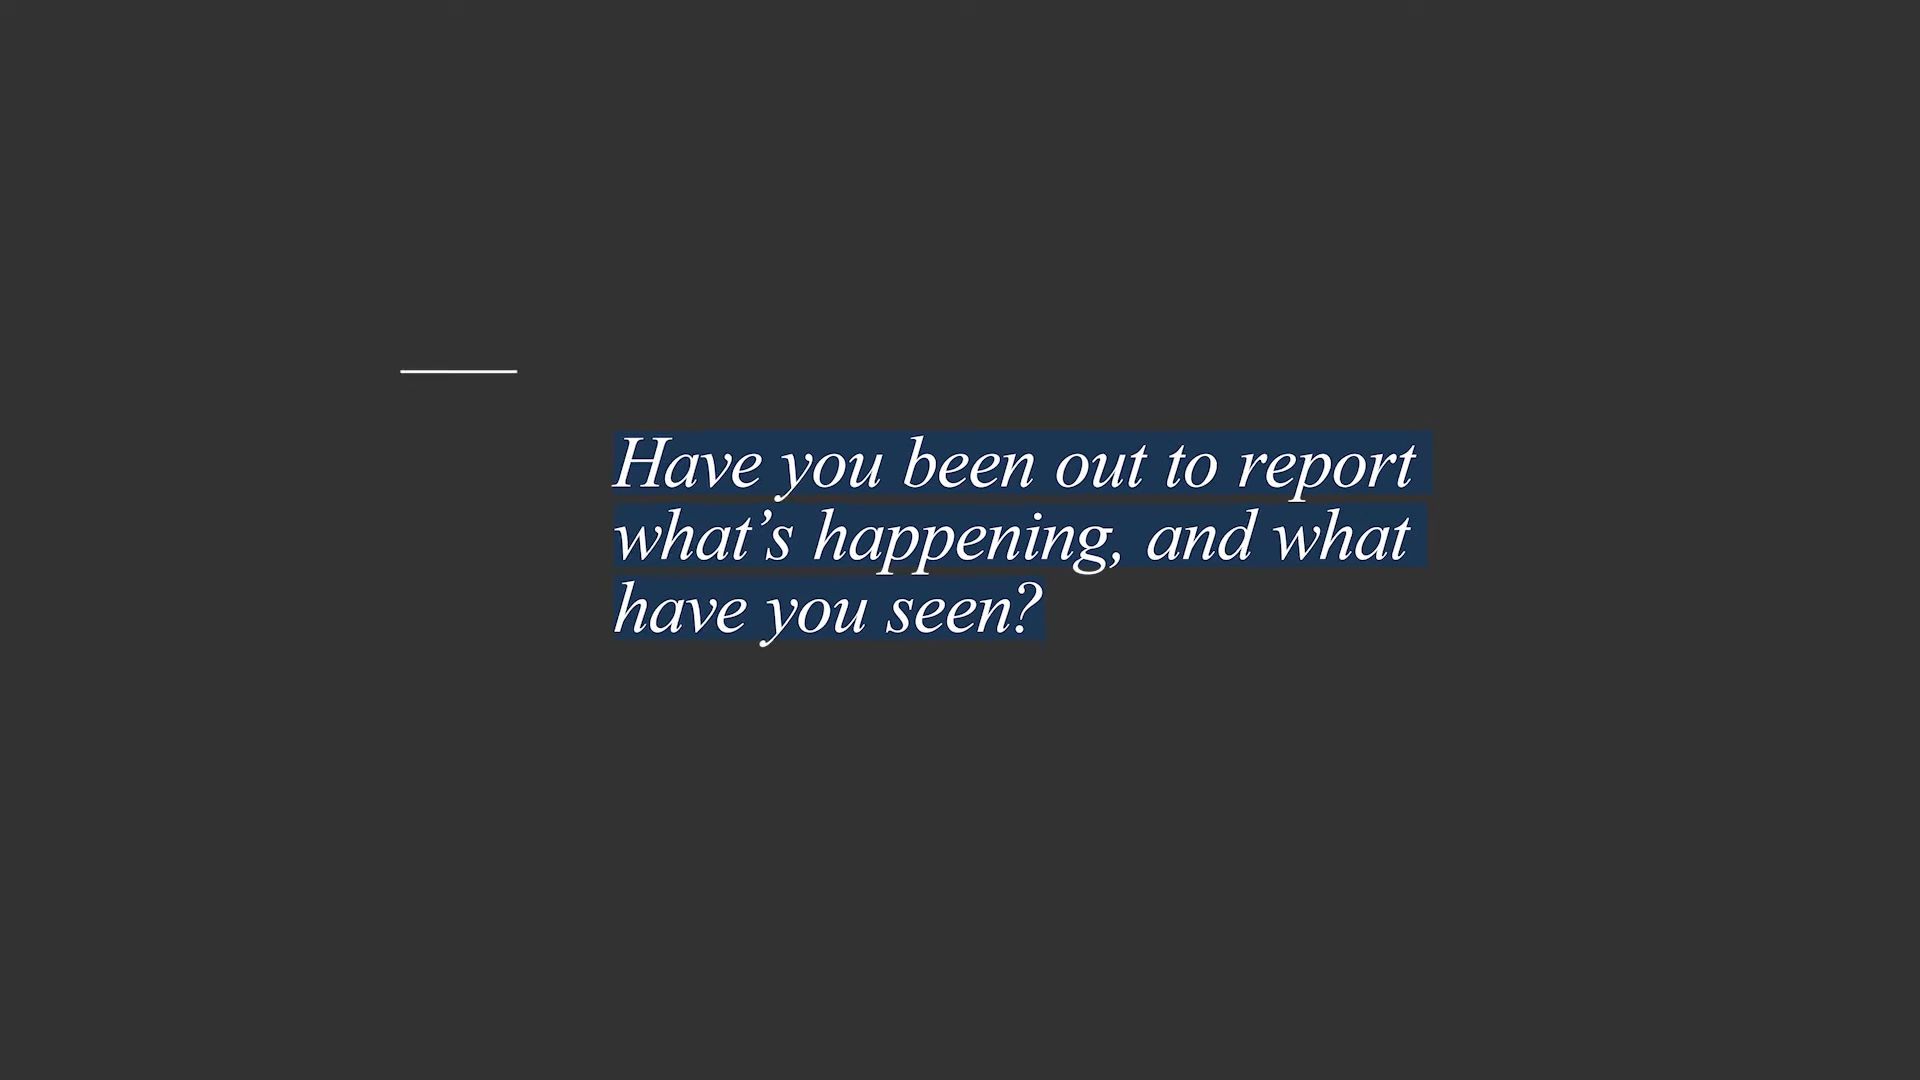 Have you been out to report
what’s happening, and what
have you seen?